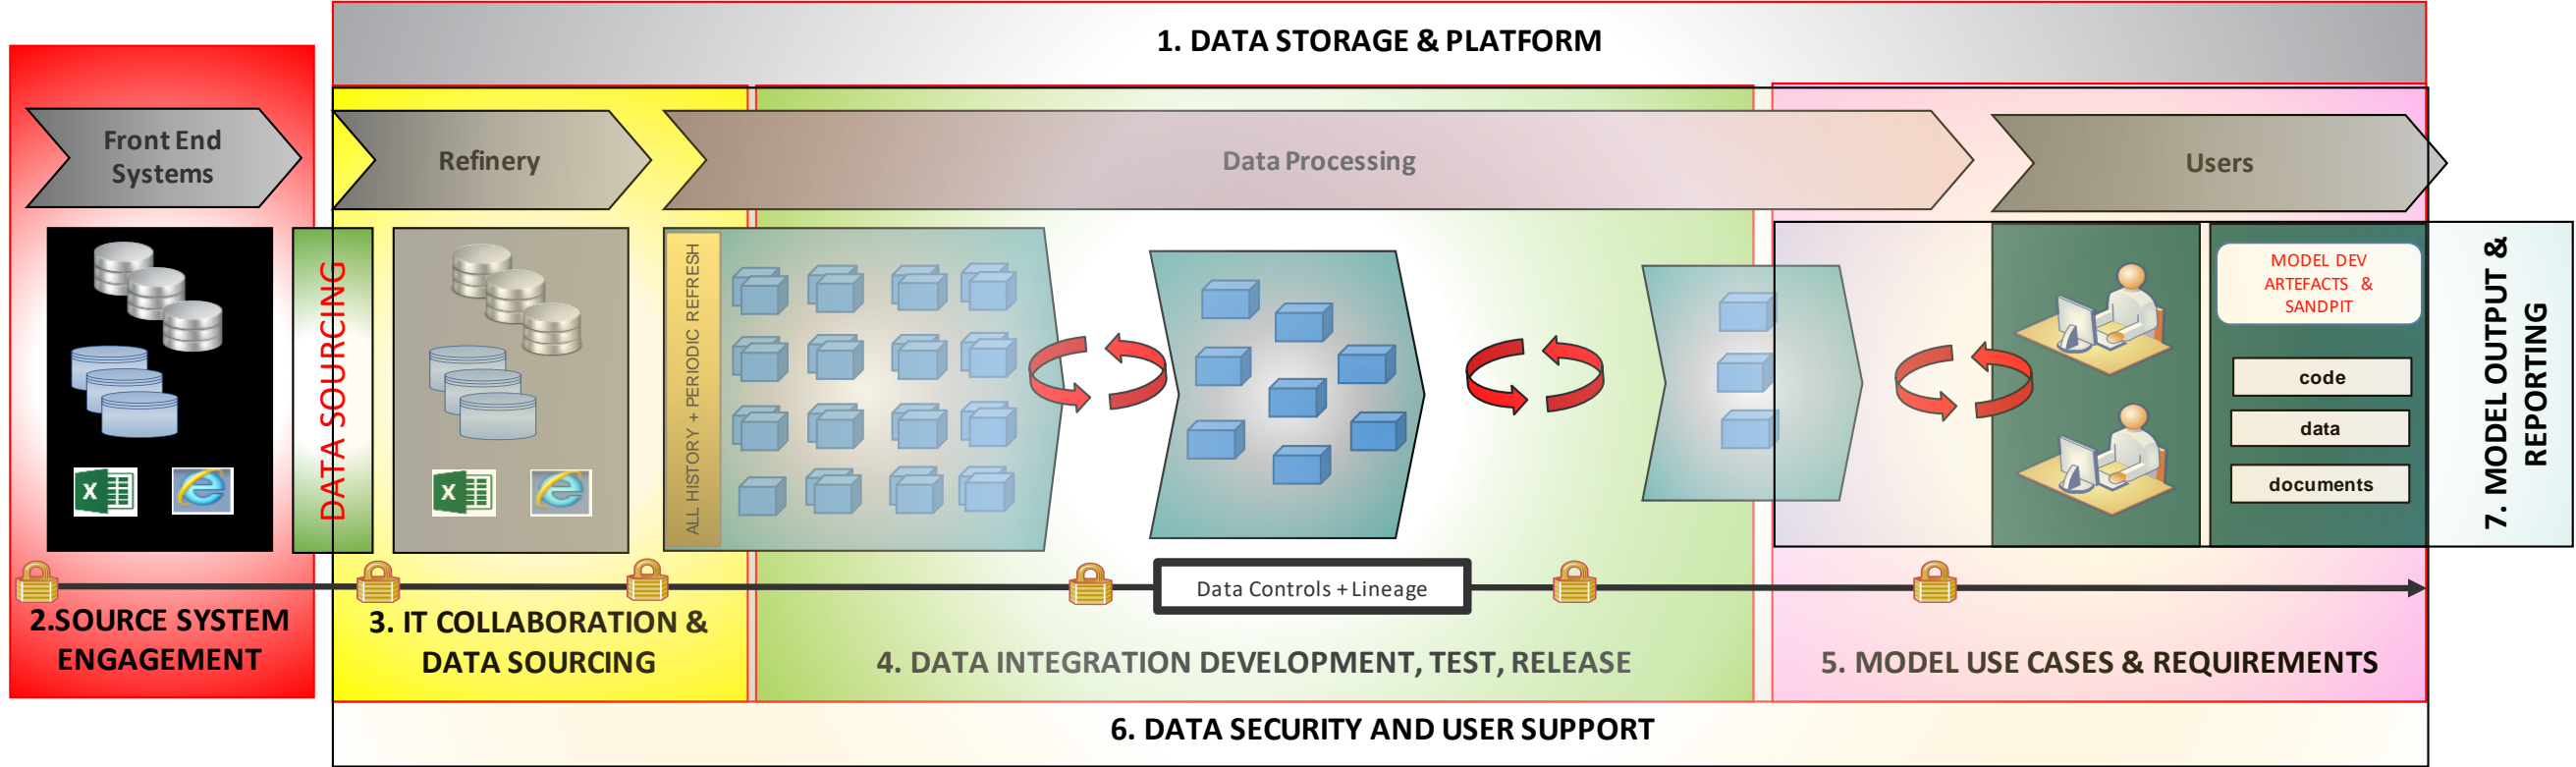 1. DATA STORAGE & PLATFORM
Front End
Systems
Refinery
Data Processing
Users
DATA SOURCING
ALL HISTORY + PERIODIC REFRESH
MODEL DEV
ARTEFACTS &
SANDPIT
code
data
documents
7. MODEL OUTPUT &
REPORTING
X
Data Controls + Lineage
X
2.SOURCE SYSTEM
ENGAGEMENT
3. IT COLLABORATION &
DATA SOURCING
4. DATA INTEGRATION DEVELOPMENT, TEST, RELEASE
5. MODEL USE CASES & REQUIREMENTS
6. DATA SECURITY AND USER SUPPORT